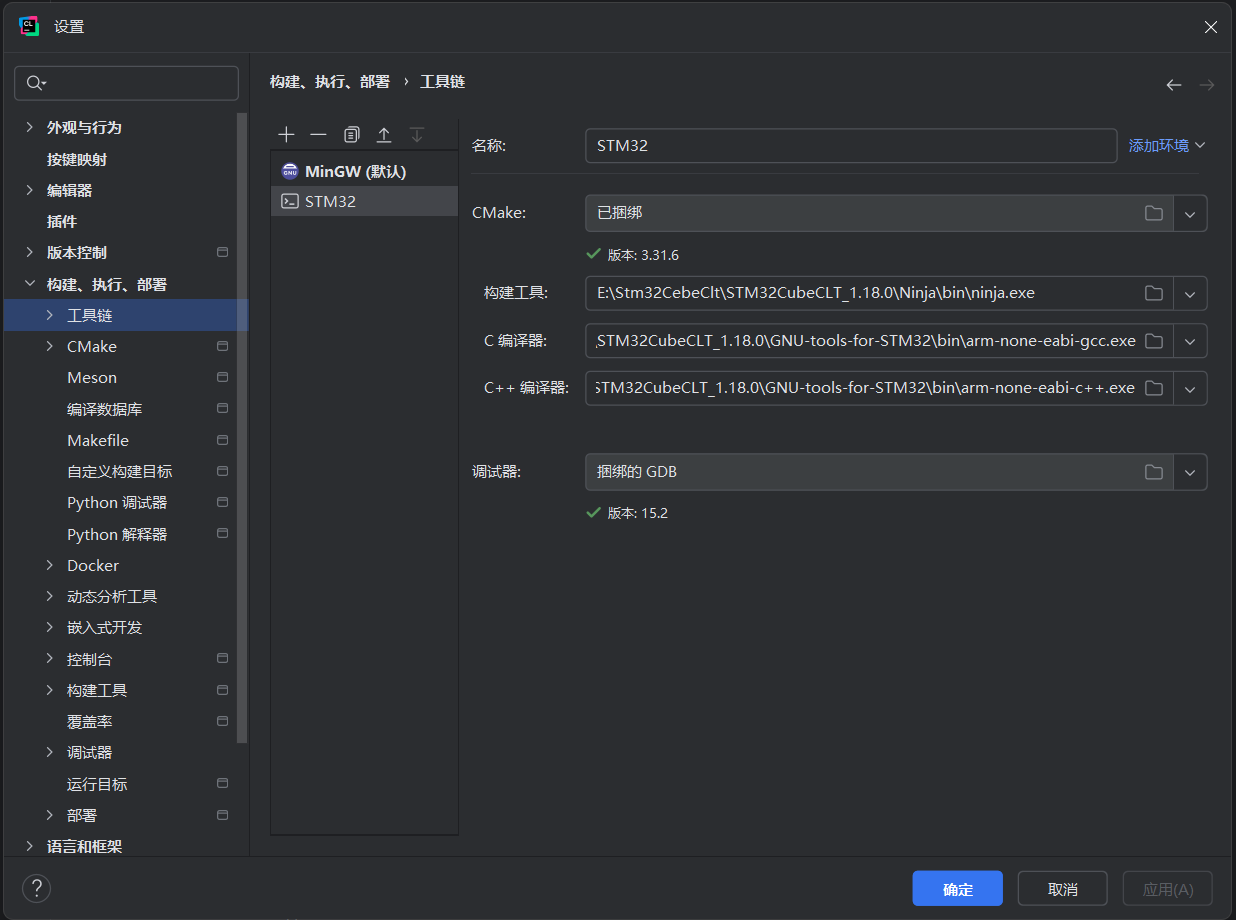 设置
外观与行为
按键映射
编辑器
插件
版本控制
构建、执行、部署
工具链
CMake
Meson
编译数据库
Makefile
自定义构建目标
Python 调试器
Python 解释器
Docker
动态分析工具
嵌入式开发
控制台
构建工具
覆盖率
调试器
运行目标
部署
语言和框架
构建、执行、部署 › 工具链
MinGW (默认)
STM32
名称: STM32 添加环境
CMake: 已捆绑
版本: 3.31.6
构建工具: E:\Stm32CebeClt\STM32CubeCLT_1.18.0\Ninja\bin\ninja.exe
C 编译器: STM32CubeCLT_1.18.0\GNU-tools-for-STM32\bin\arm-none-eabi-gcc.exe
C++ 编译器: STM32CubeCLT_1.18.0\GNU-tools-for-STM32\bin\arm-none-eabi-c++.exe
调试器: 捆绑的 GDB
版本: 15.2
? 确定 取消 应用(A)